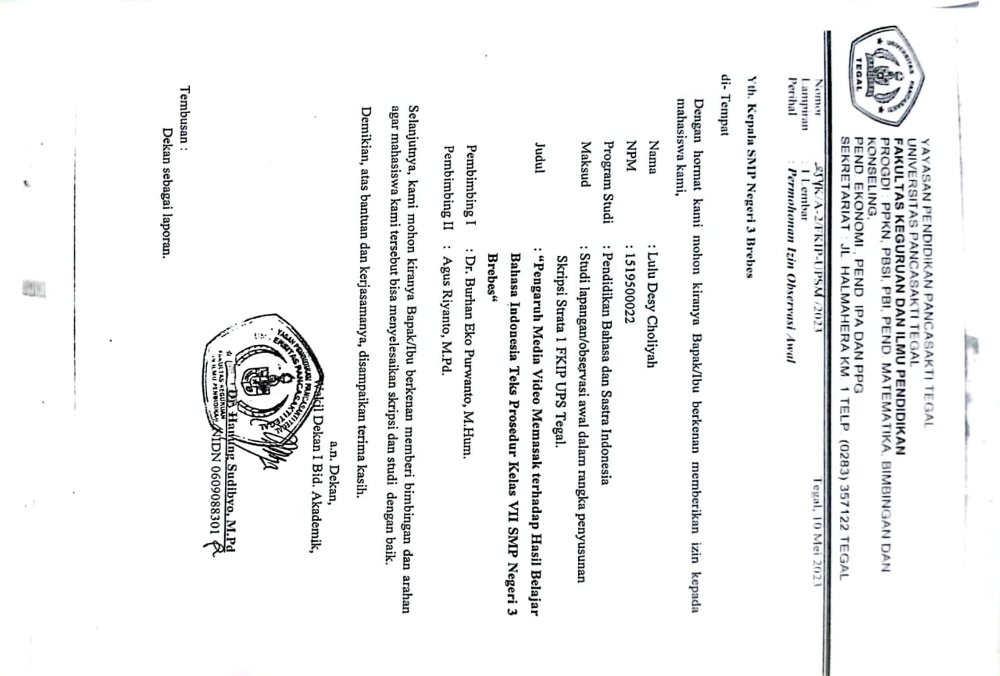 YAYASAN PENDIDIKAN PANCASAKTI TEGAL
UNIVERSITAS PANCASAKTI TEGAL
FAKULTAS KEGURUAN DAN ILMU PENDIDIKAN
PROGDI : PPKN, PBSI, PBI, PEND. MATEMATIKA, BIMBINGAN DAN
KONSELING,
PEND. EKONOMI., PEND IPA DAN PPG
SEKRETARIAT : JL. HALMAHERA KM. 1 TELP. (0283) 357122 TEGAL
UNIVERSITAS PANCASAKTI
TEGAL
Nomor : /K/A-2/FKIP-UPSM /2023 Tegal, 10 Mei 2023
Lampiran : 1 Lembar
Perihal : Permohonan Izin Observasi Awal
Yth. Kepala SMP Negeri 3 Brebes
di- Tempat
Dengan hormat kami mohon kiranya Bapak/Ibu berkenan memberikan izin kepada
mahasiswa kami,
Nama : Lulu Desy Choliyah
NPM : 1519500022
Program Studi : Pendidikan Bahasa dan Sastra Indonesia
Maksud : Studi lapangan/observasi awal dalam rangka penyusunan
Skripsi Strata 1 FKIP UPS Tegal.
Judul : “Pengaruh Media Video Memasak terhadap Hasil Belajar
Bahasa Indonesia Teks Prosedur Kelas VII SMP Negeri 3
Brebes“
Pembimbing I : Dr. Burhan Eko Purwanto, M.Hum.
Pembimbing II : Agus Riyanto, M.Pd.
Selanjutnya, kami mohon kiranya Bapak/Ibu berkenan memberi bimbingan dan arahan
agar mahasiswa kami tersebut bisa menyelesaikan skripsi dan studi dengan baik.
Demikian, atas bantuan dan kerjasamanya, disampaikan terima kasih.
a.n. Dekan,
Wakil Dekan I Bid. Akademik,
YAYASAN PENDIDIKAN PANCASAKTI TEGAL
ERSITAS PANCASAKTI TEGAL
FAKULTAS KEGURUAN
ILMU PENDIDIKAN
Dr. Hanung Sudibyo, M.Pd
NIDN 0609088301
Tembusan :
Dekan sebagai laporan.